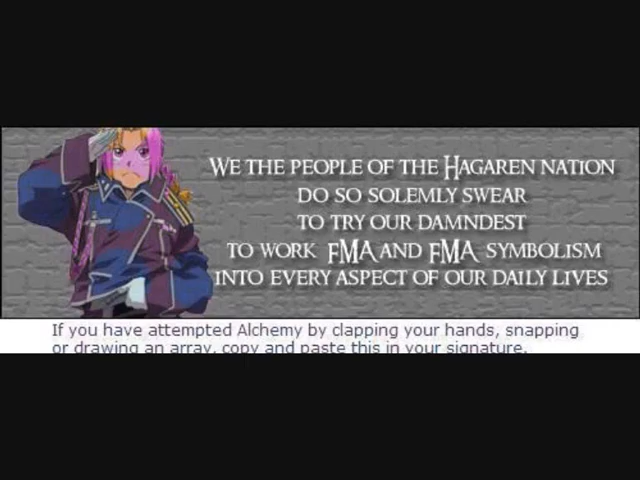 WE THE PEOPLE OF THE HAGAREN NATION
DO SO SOLEMLY SWEAR
TO TRY OUR DAMNDEST
TO WORK FMA AND FMA SYMBOLISM
INTO EVERY ASPECT OF OUR DAILY LIVES
If you have attempted Alchemy by clapping your hands, snapping
or drawing an array, copy and paste this in your signature.